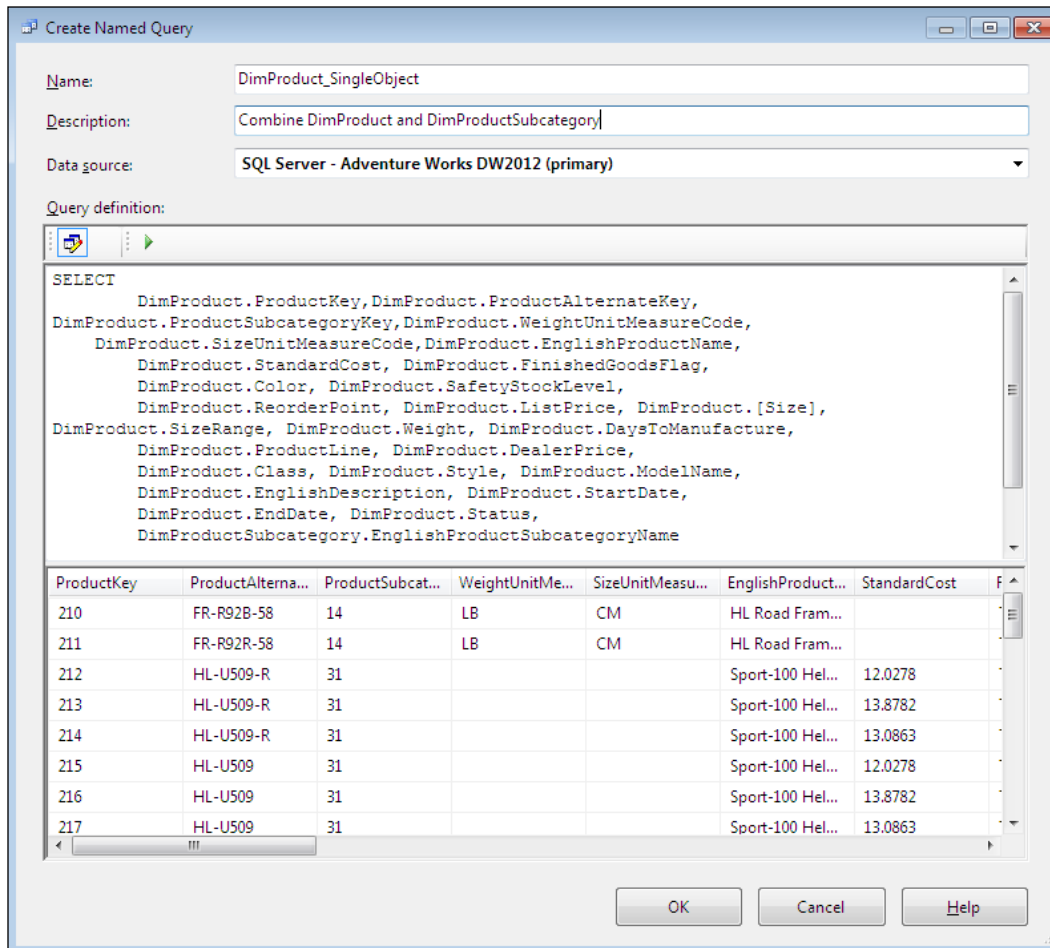 Create Named Query
Name: DimProduct_SingleObject
Description: Combine DimProduct and DimProductSubcategory
Data source: SQL Server - Adventure Works DW2012 (primary)
Query definition:
SELECT
DimProduct.ProductKey,DimProduct.ProductAlternateKey,
DimProduct.ProductSubcategoryKey,DimProduct.WeightUnitMeasureCode,
DimProduct.SizeUnitMeasureCode,DimProduct.EnglishProductName,
DimProduct.StandardCost, DimProduct.FinishedGoodsFlag,
DimProduct.Color, DimProduct.SafetyStockLevel,
DimProduct.ReorderPoint, DimProduct.ListPrice, DimProduct.[Size],
DimProduct.SizeRange, DimProduct.Weight, DimProduct.DaysToManufacture,
DimProduct.ProductLine, DimProduct.DealerPrice,
DimProduct.Class, DimProduct.Style, DimProduct.ModelName,
DimProduct.EnglishDescription, DimProduct.StartDate,
DimProduct.EndDate, DimProduct.Status,
DimProductSubcategory.EnglishProductSubcategoryName
ProductKey ProductAlterna... ProductSubcat... WeightUnitMe... SizeUnitMeasu... EnglishProduct... StandardCost F
210 FR-R92B-58 14 LB CM HL Road Fram...
211 FR-R92R-58 14 LB CM HL Road Fram...
212 HL-U509-R 31 Sport-100 Hel... 12.0278
213 HL-U509-R 31 Sport-100 Hel... 13.8782
214 HL-U509-R 31 Sport-100 Hel... 13.0863
215 HL-U509 31 Sport-100 Hel... 12.0278
216 HL-U509 31 Sport-100 Hel... 13.8782
217 HL-U509 31 Sport-100 Hel... 13.0863
OK Cancel Help